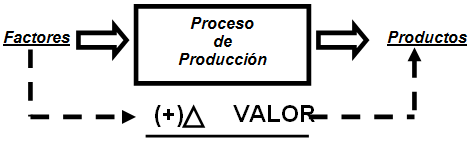 Factores
Proceso
de
Producción
Productos
(+)△ VALOR